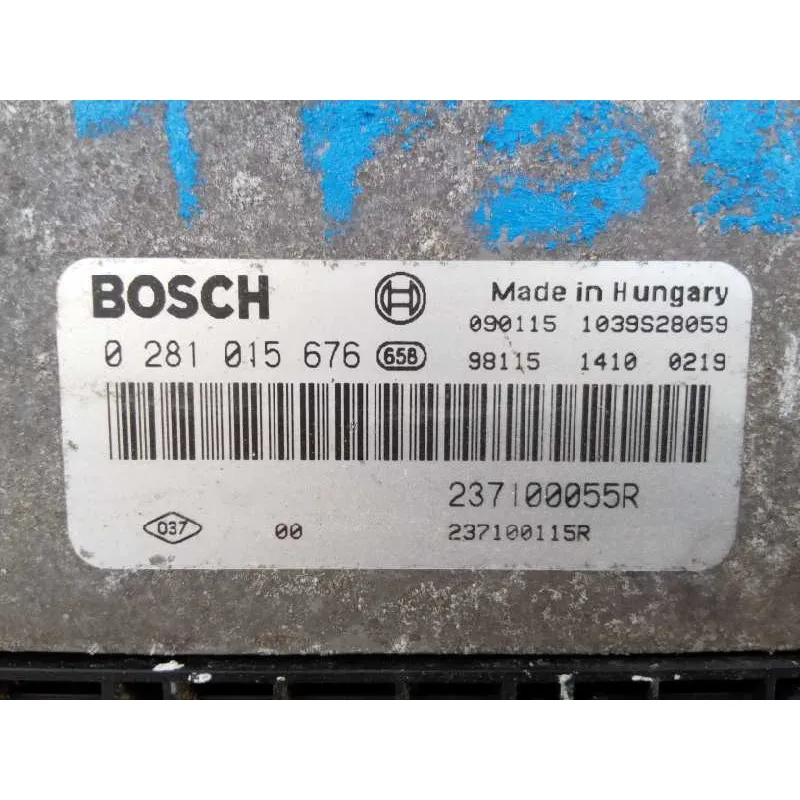 BOSCH
Made in Hungary
090115 1039S28059
0 281 015 676 658
98115 1410 0219
237100055R
037 00 237100115R